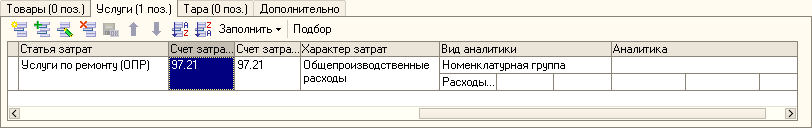 Товары (0 поз.) Услуги (1 поз.) Тара (0 поз.) Дополнительно
Заполнить Подбор
Статья затрат Счет затра... Счет затра... Характер затрат Вид аналитики Аналитика
Услуги по ремонту (ОПР) 97.21 97.21 Общепроизводственные Номенклатурная группа
расходы Расходы...